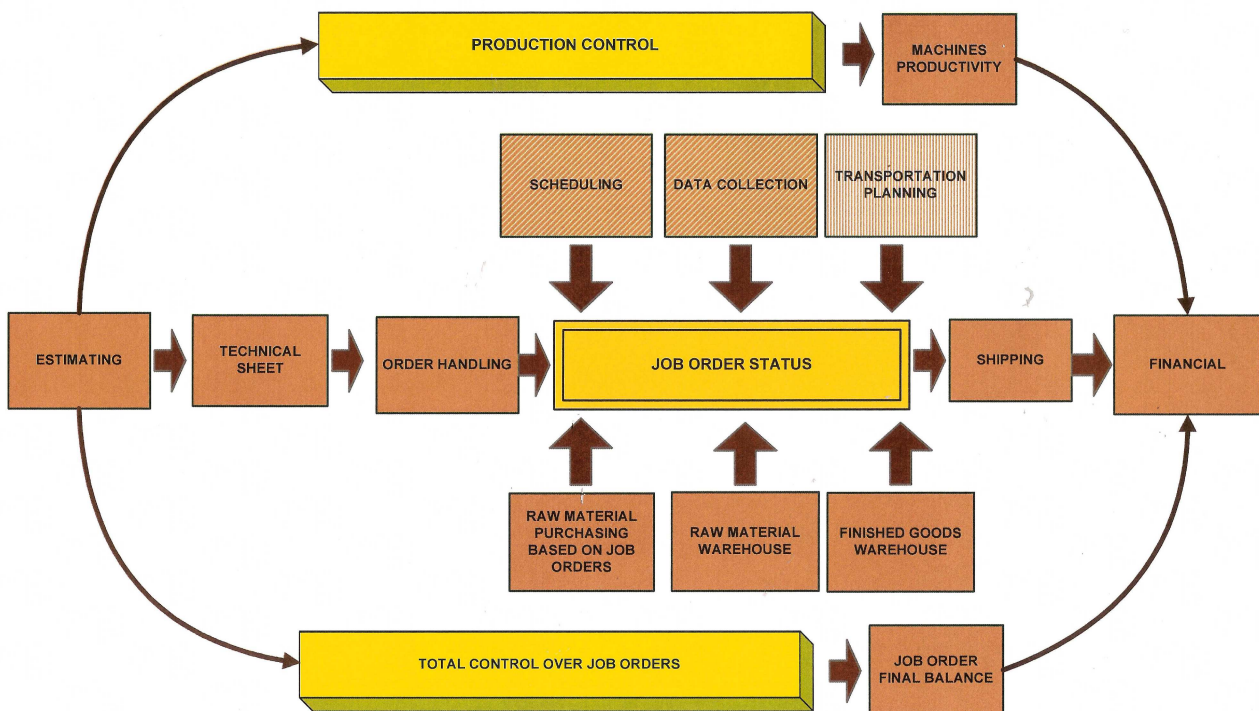 PRODUCTION CONTROL
MACHINES
PRODUCTIVITY
SCHEDULING
DATA COLLECTION
TRANSPORTATION
PLANNING
ESTIMATING
TECHNICAL
SHEET
ORDER HANDLING
JOB ORDER STATUS
SHIPPING
FINANCIAL
RAW MATERIAL
PURCHASING
BASED ON JOB
ORDERS
RAW MATERIAL
WAREHOUSE
FINISHED GOODS
WAREHOUSE
TOTAL CONTROL OVER JOB ORDERS
JOB ORDER
FINAL BALANCE